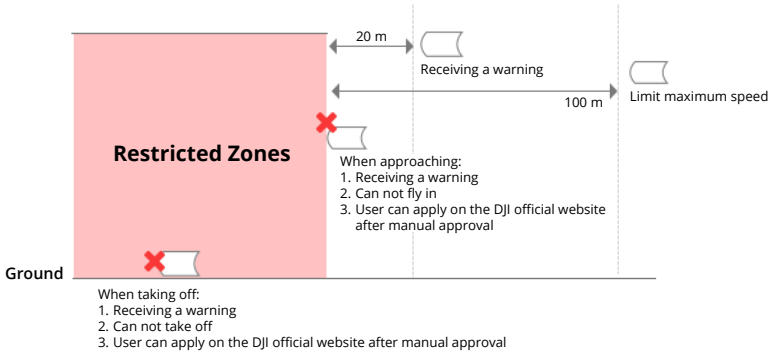 20 m
Receiving a warning
100 m
Limit maximum speed
Restricted Zones
When approaching:
1. Receiving a warning
2. Can not fly in
3. User can apply on the DJI official website
after manual approval
Ground
When taking off:
1. Receiving a warning
2. Can not take off
3. User can apply on the DJI official website after manual approval